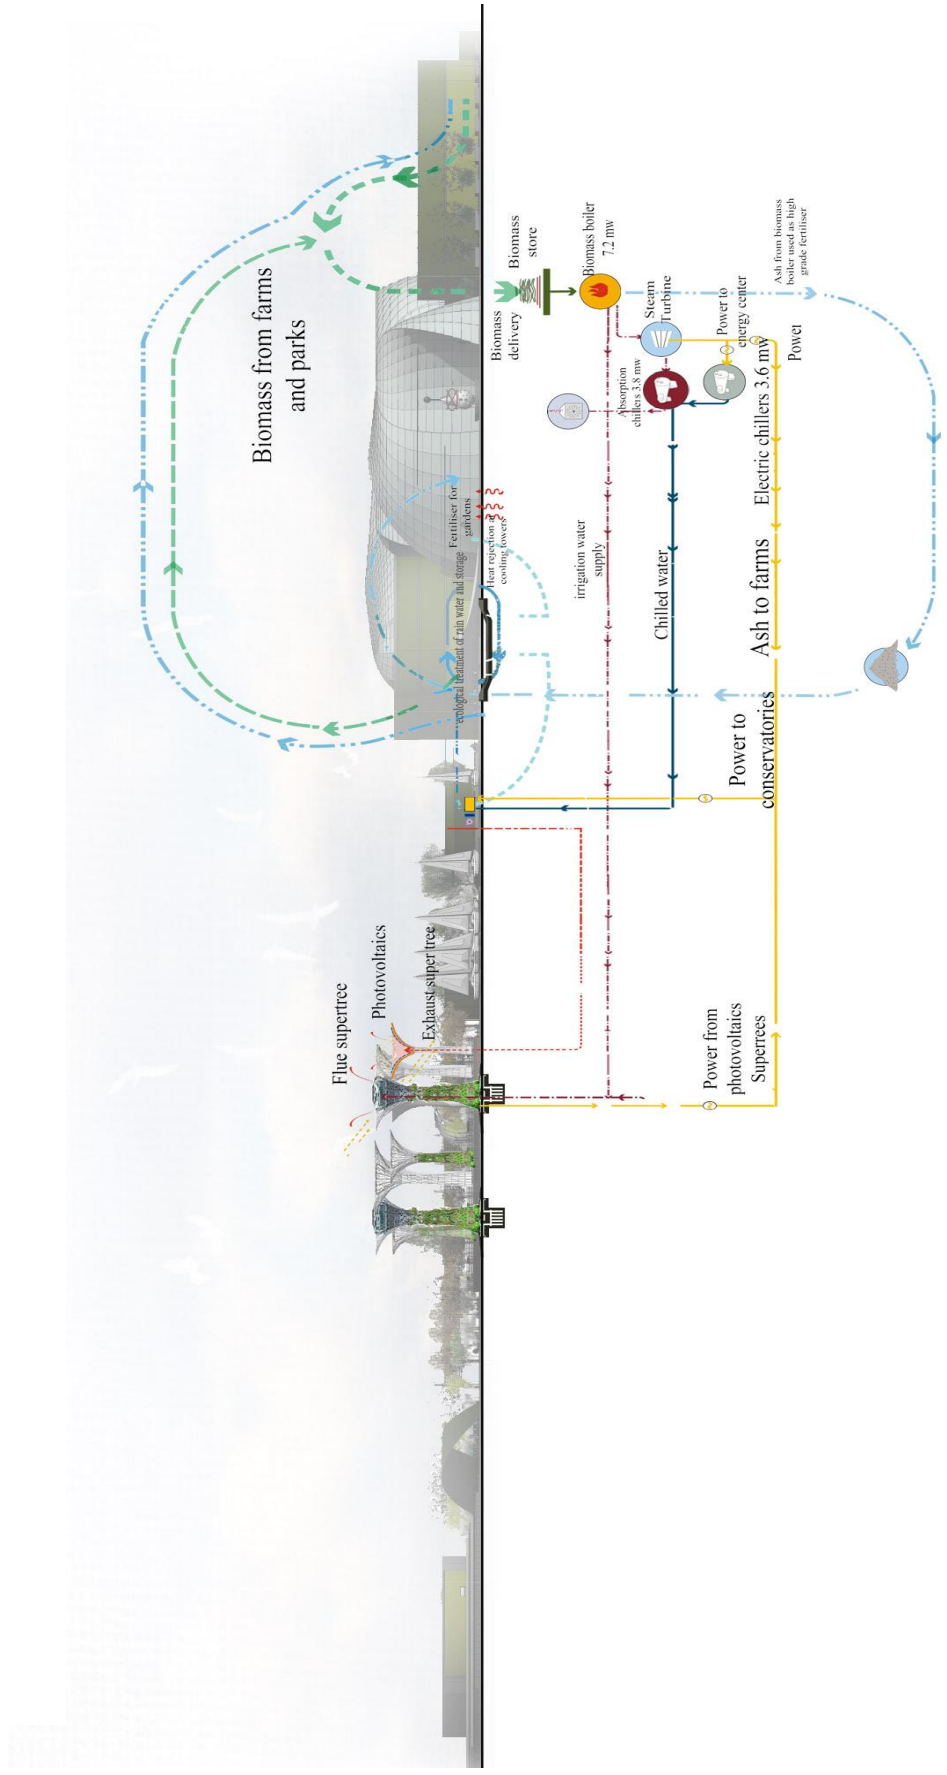 Biomass from farms
and parks
Biomass
delivery
Biomass
store
Biomass boiler
7.2 mw
Steam
Turbine
Power to
energy center
Ash from biomass
boiler used as high
grade fertiliser
Absorption
chillers 3.8 mw
Electric chillers 3.6 mw
Powet
Fertiliser for
gardens
Heat rejection at
cooling towers
ecological treatment of rain water and storage
irrigation water
supply
Chilled water
Ash to farms
Power to
conservatories
Flue supertree
Photovoltaics
Exhaust super tree
Power from
photovoltaics
Superrees